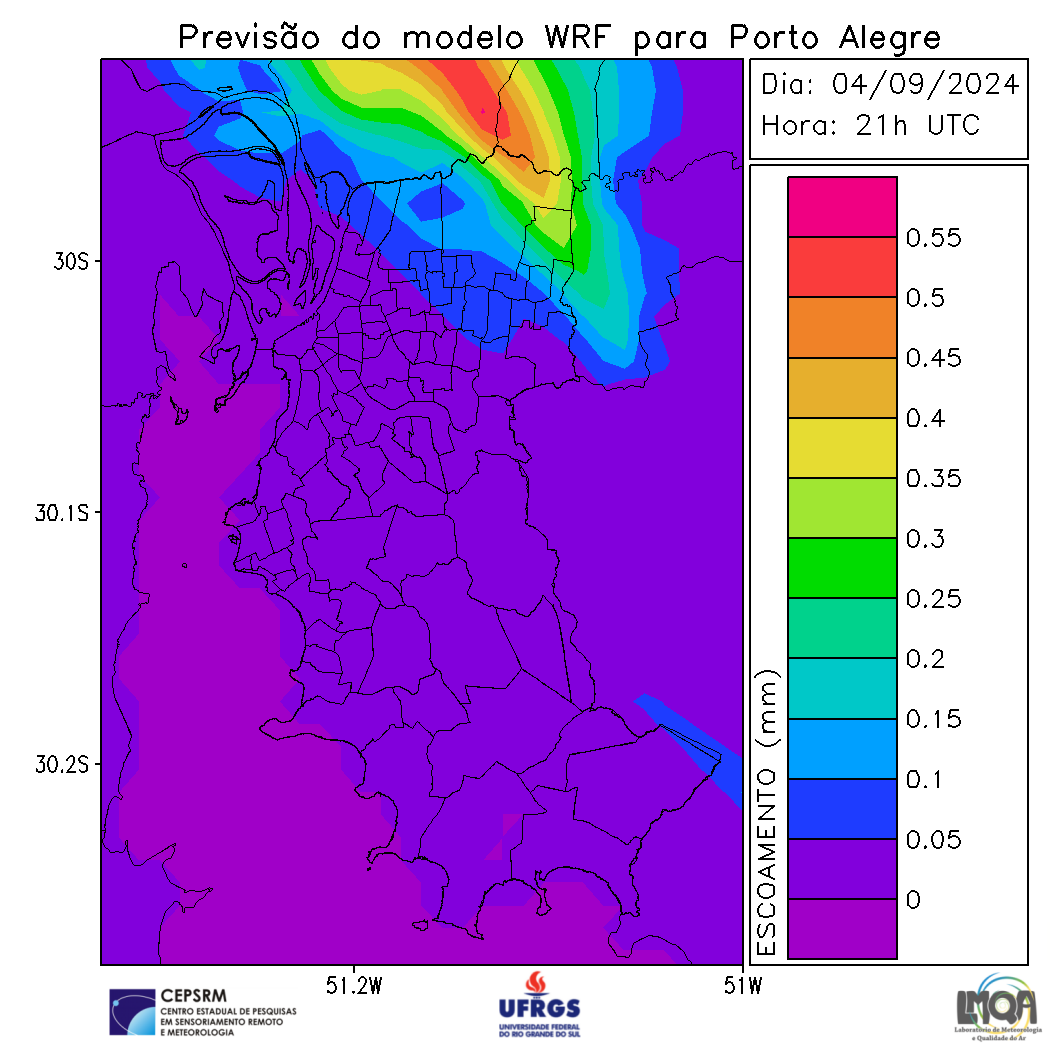 Previsão do modelo WRF para Porto Alegre
Dia: 04/09/2024
Hora: 21h UTC
0.55
0.5
0.45
0.4
0.35
0.3
0.25
0.2
0.15
0.1
0.05
0
ESCOAMENTO (mm)
30S
30.1S
30.2S
51.2W
51W
CEPSRM
CENTRO ESTADUAL DE PESQUISAS
EM SENSORIAMENTO REMOTO
E METEOROLOGIA
UFRGS
UNIVERSIDADE FEDERAL
DO RIO GRANDE DO SUL
LMQA
Laboratório de Meteorologia
e Qualidade do Ar